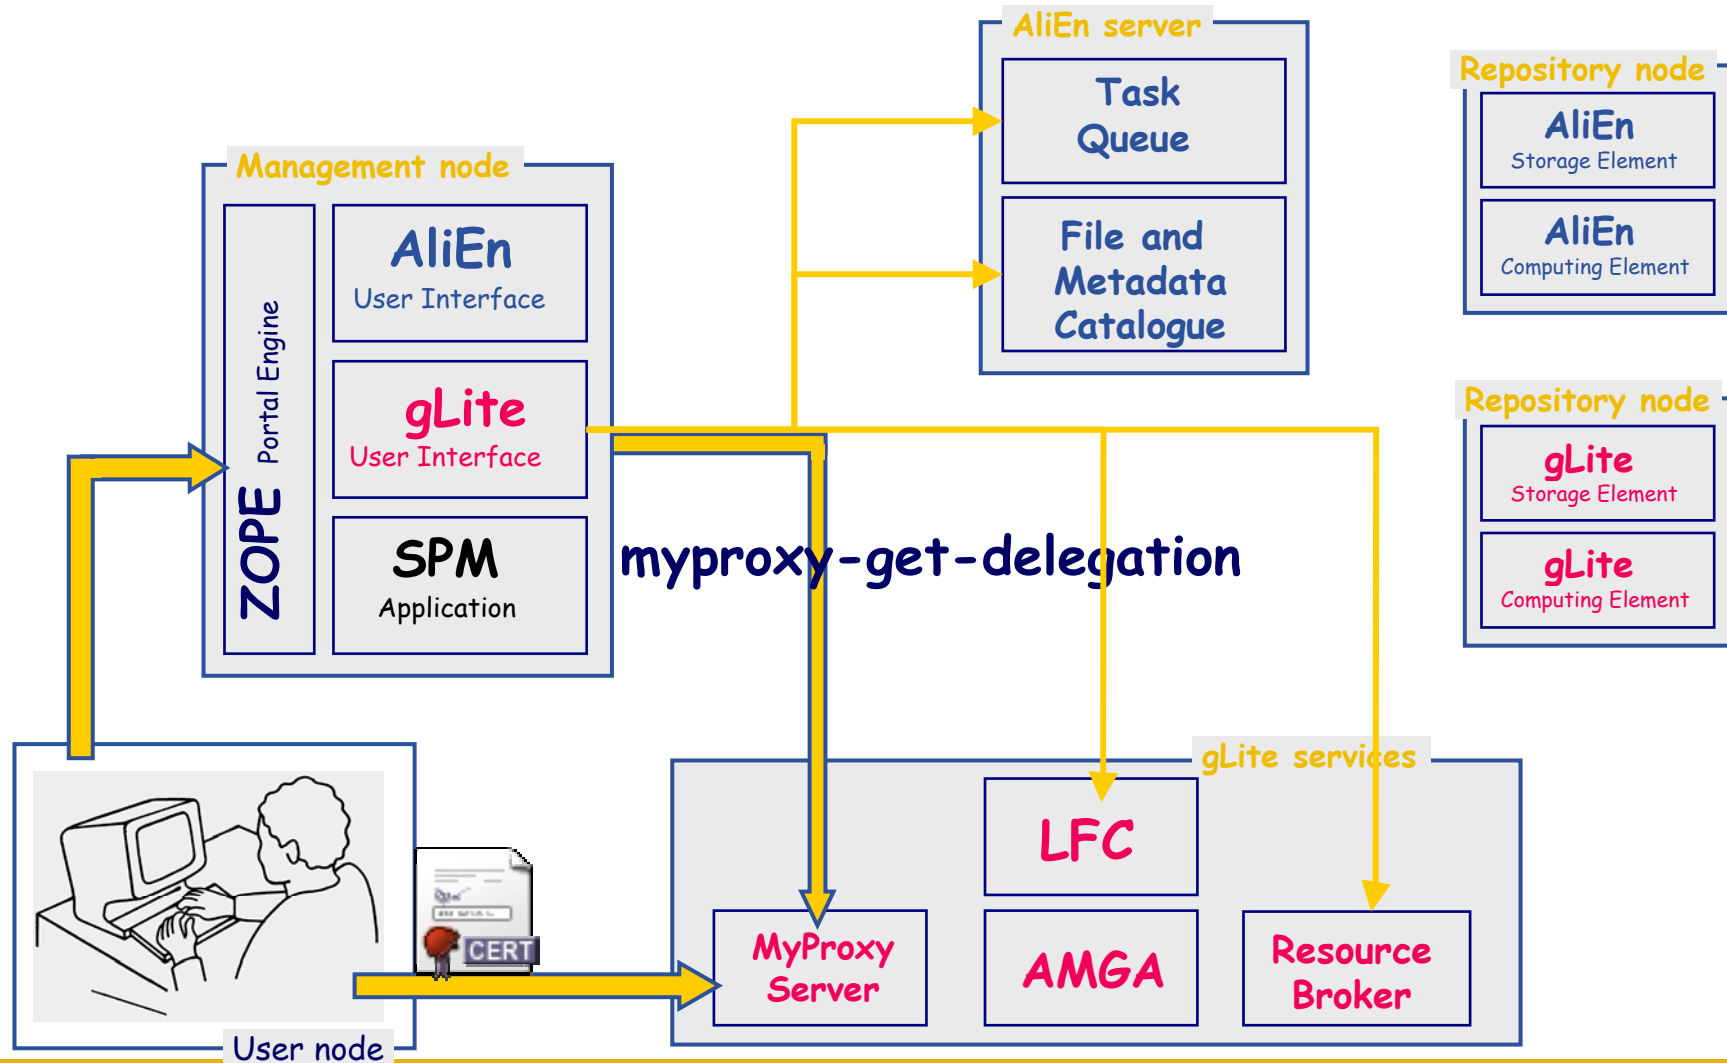 AliEn server
Task
Queue
File and
Metadata
Catalogue
Repository node
AliEn
Storage Element
AliEn
Computing Element
Management node
ZOPE Portal Engine
AliEn
User Interface
gLite
User Interface
SPM
Application
Repository node
gLite
Storage Element
gLite
Computing Element
myproxy-get-delegation
gLite services
LFC
MyProxy
Server
AMGA
Resource
Broker
CERT
User node